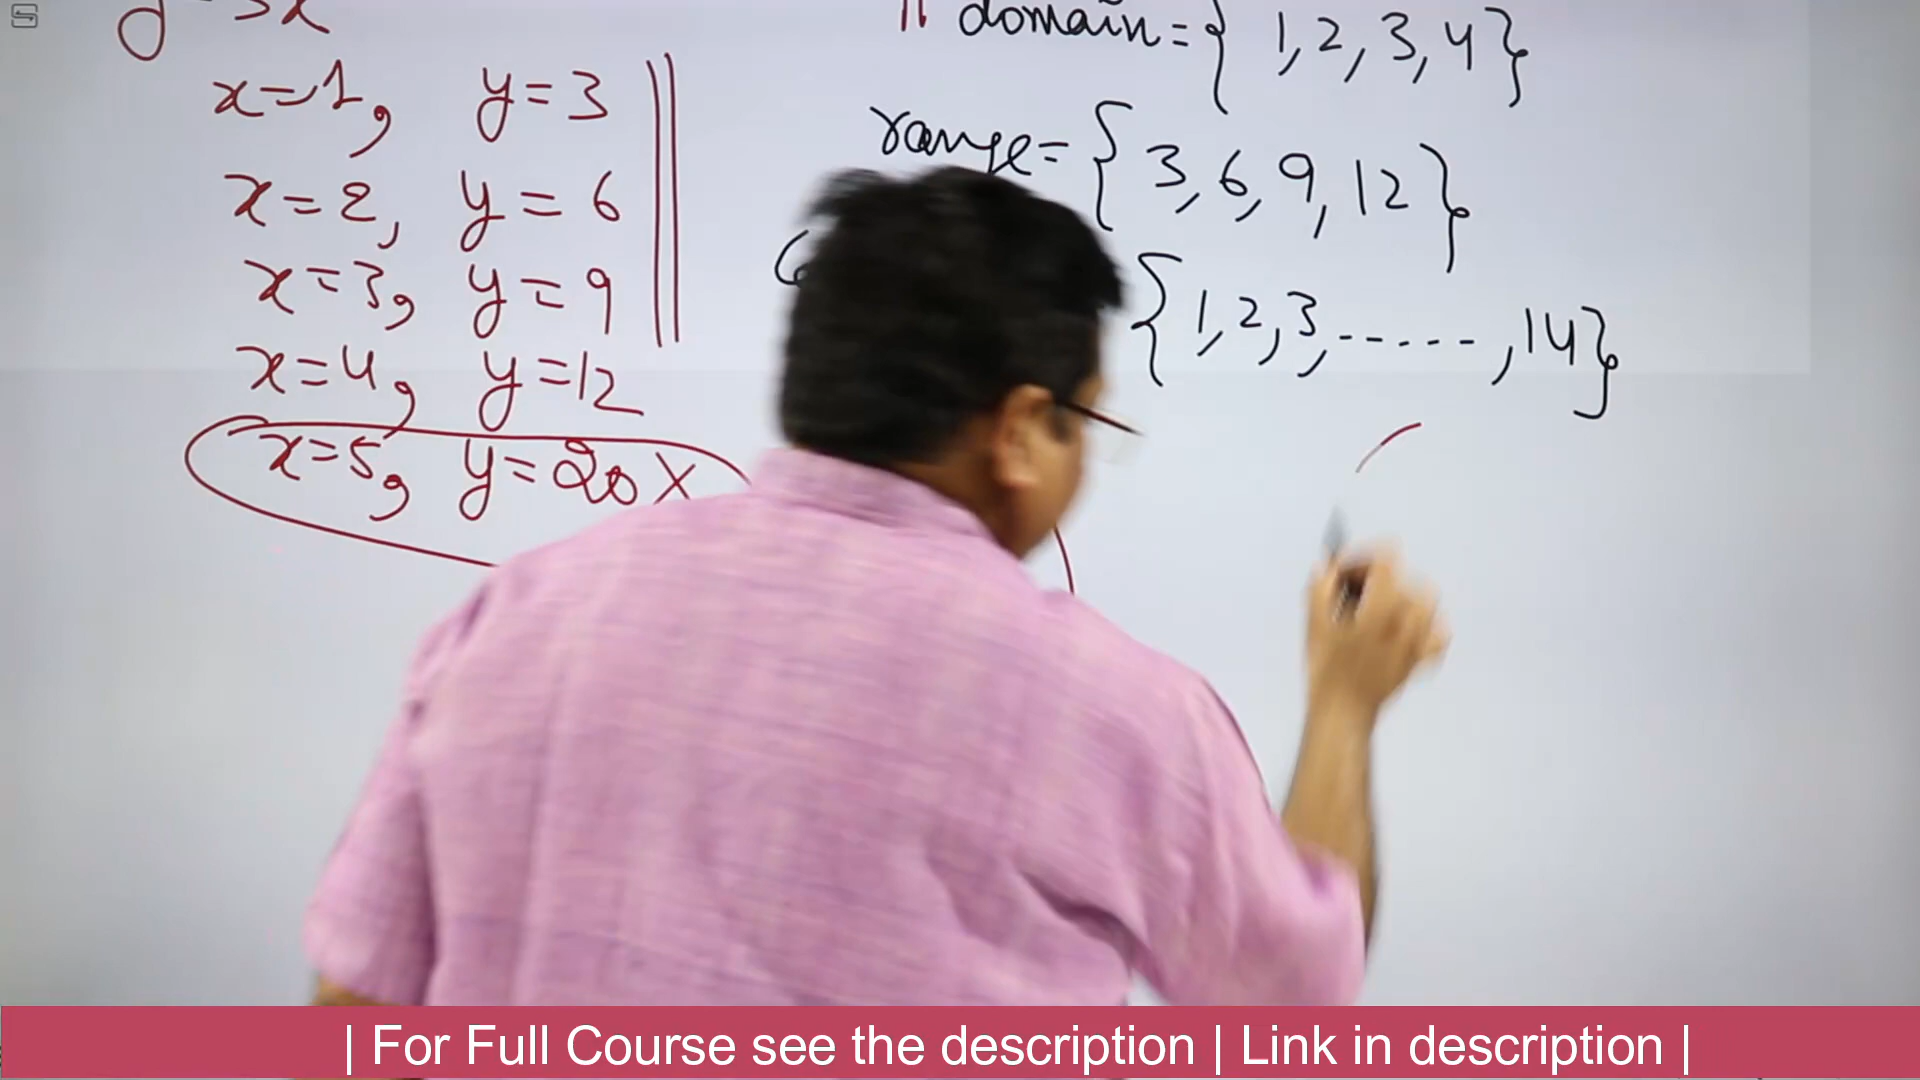 y=3x
x=1, y=3
x=2, y=6
x=3, y=9
x=4, y=12
x=5, y=20 X
domain={1,2,3,4}
range={3,6,9,12}
{1,2,3,-----,14}
| For Full Course see the description | Link in description |